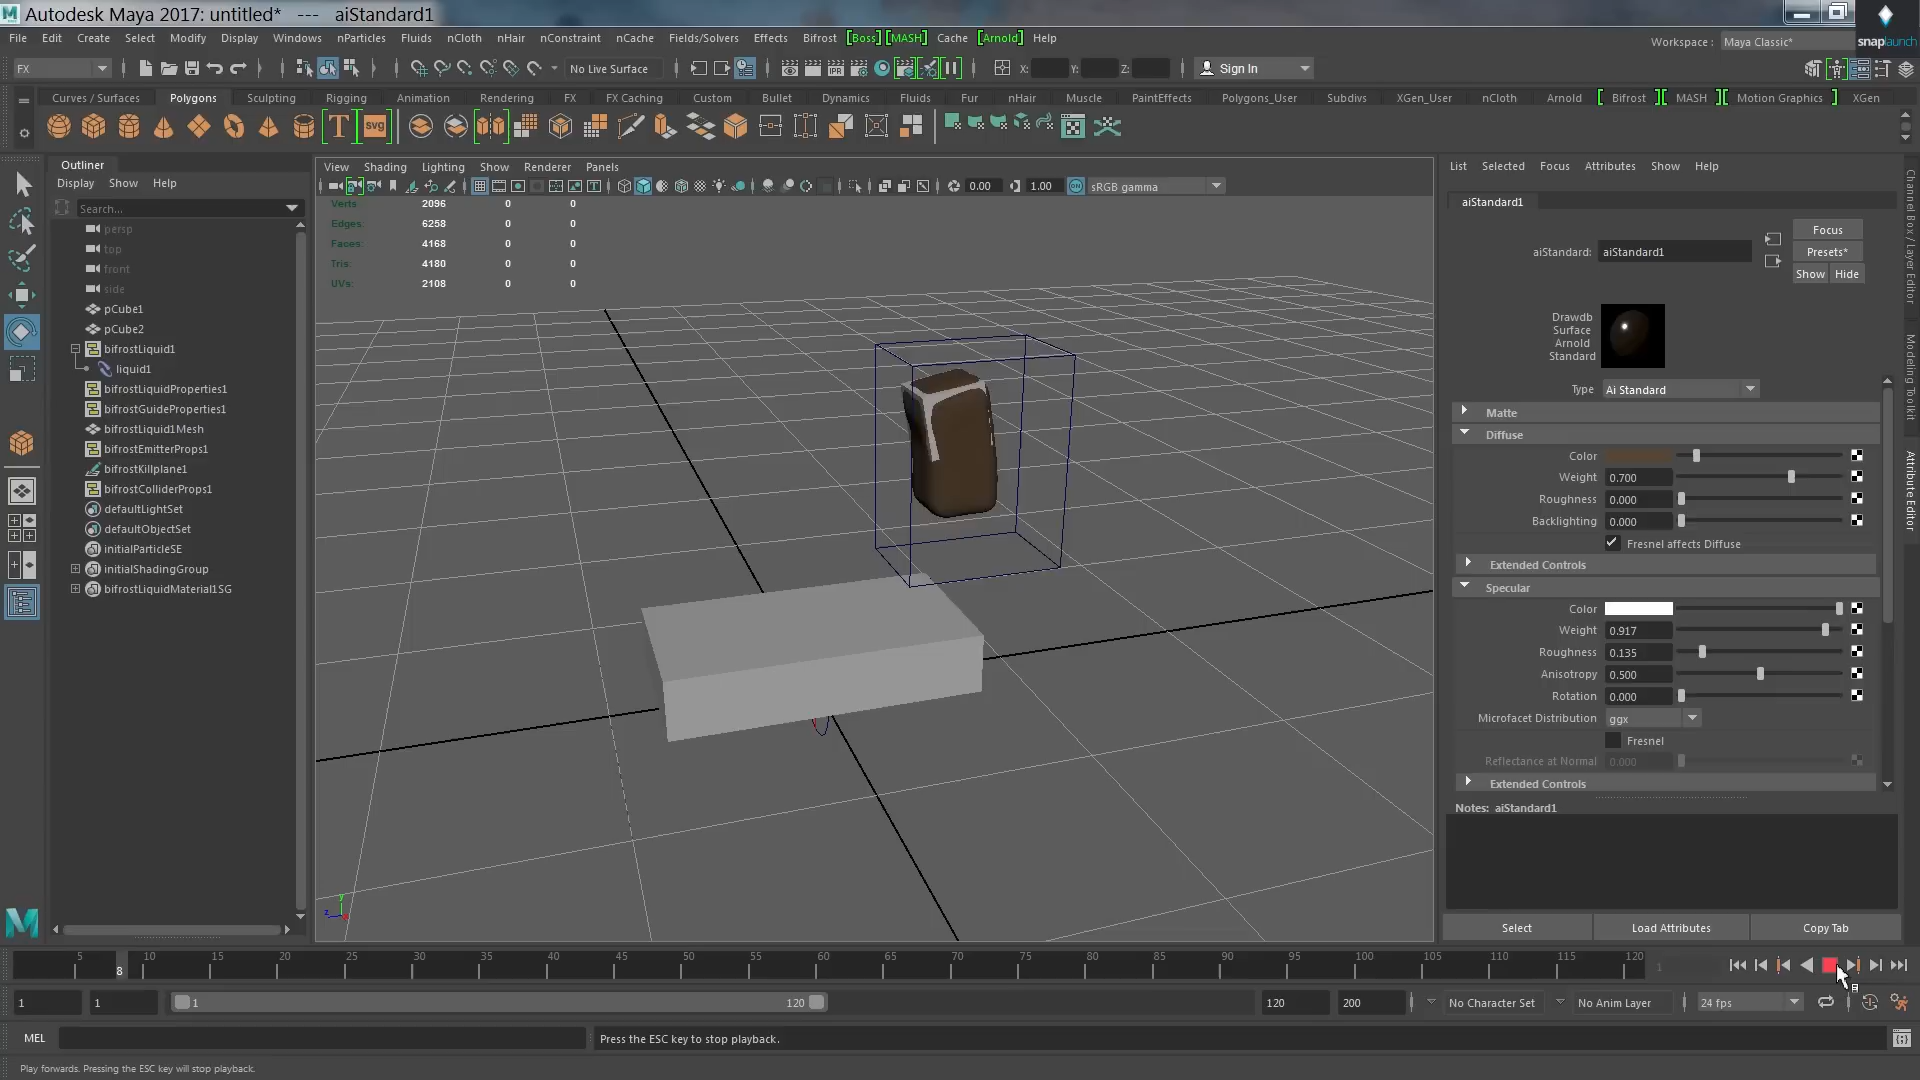 Autodesk Maya 2017: untitled* --- aiStandard1
File Edit Create Select Modify Display Windows nParticles Fluids nCloth nHair nConstraint nCache Fields/Solvers Effects Bifrost [Boss] [MASH] Cache [Arnold] Help
Workspace : Maya Classic*
snaplaunch
FX No Live Surface X: Y: Z: Sign In
Curves / Surfaces Polygons Sculpting Rigging Animation Rendering FX FX Caching Custom Bullet Dynamics Fluids Fur nHair Muscle PaintEffects Polygons_User Subdivs XGen_User nCloth Arnold [ Bifrost ][ MASH ][ Motion Graphics ] XGen
T SVG
Outliner
Display Show Help
Search...
persp
top
front
side
pCube1
pCube2
bifrostLiquid1
liquid1
bifrostLiquidProperties1
bifrostGuideProperties1
bifrostLiquid1Mesh
bifrostEmitterProps1
bifrostKillplane1
bifrostColliderProps1
defaultLightSet
defaultObjectSet
initialParticleSE
initialShadingGroup
bifrostLiquidMaterial1SG
View Shading Lighting Show Renderer Panels
0.00 1.00 ON sRGB gamma
Verts 2096 0 0
Edges: 6258 0 0
Faces: 4168 0 0
Tris: 4180 0 0
UVs: 2108 0 0
y
z
List Selected Focus Attributes Show Help
aiStandard1
aiStandard: aiStandard1
Focus
Presets*
Show Hide
Drawdb
Surface
Arnold
Standard
Type Ai Standard
Matte
Diffuse
Color
Weight 0.700
Roughness 0.000
Backlighting 0.000
Fresnel affects Diffuse
Extended Controls
Specular
Color
Weight 0.917
Roughness 0.135
Anisotropy 0.500
Rotation 0.000
Microfacet Distribution ggx
Fresnel
Reflectance at Normal 0.000
Extended Controls
Notes: aiStandard1
Select Load Attributes Copy Tab
Channel Box / Layer Editor
Modeling Toolkit
Attribute Editor
5 8 10 15 20 25 30 35 40 45 50 55 60 65 70 75 80 85 90 95 100 105 110 115 120 1
1 1 1 120 120 200 No Character Set No Anim Layer 24 fps
MEL Press the ESC key to stop playback.
Play forwards. Pressing the ESC key will stop playback.